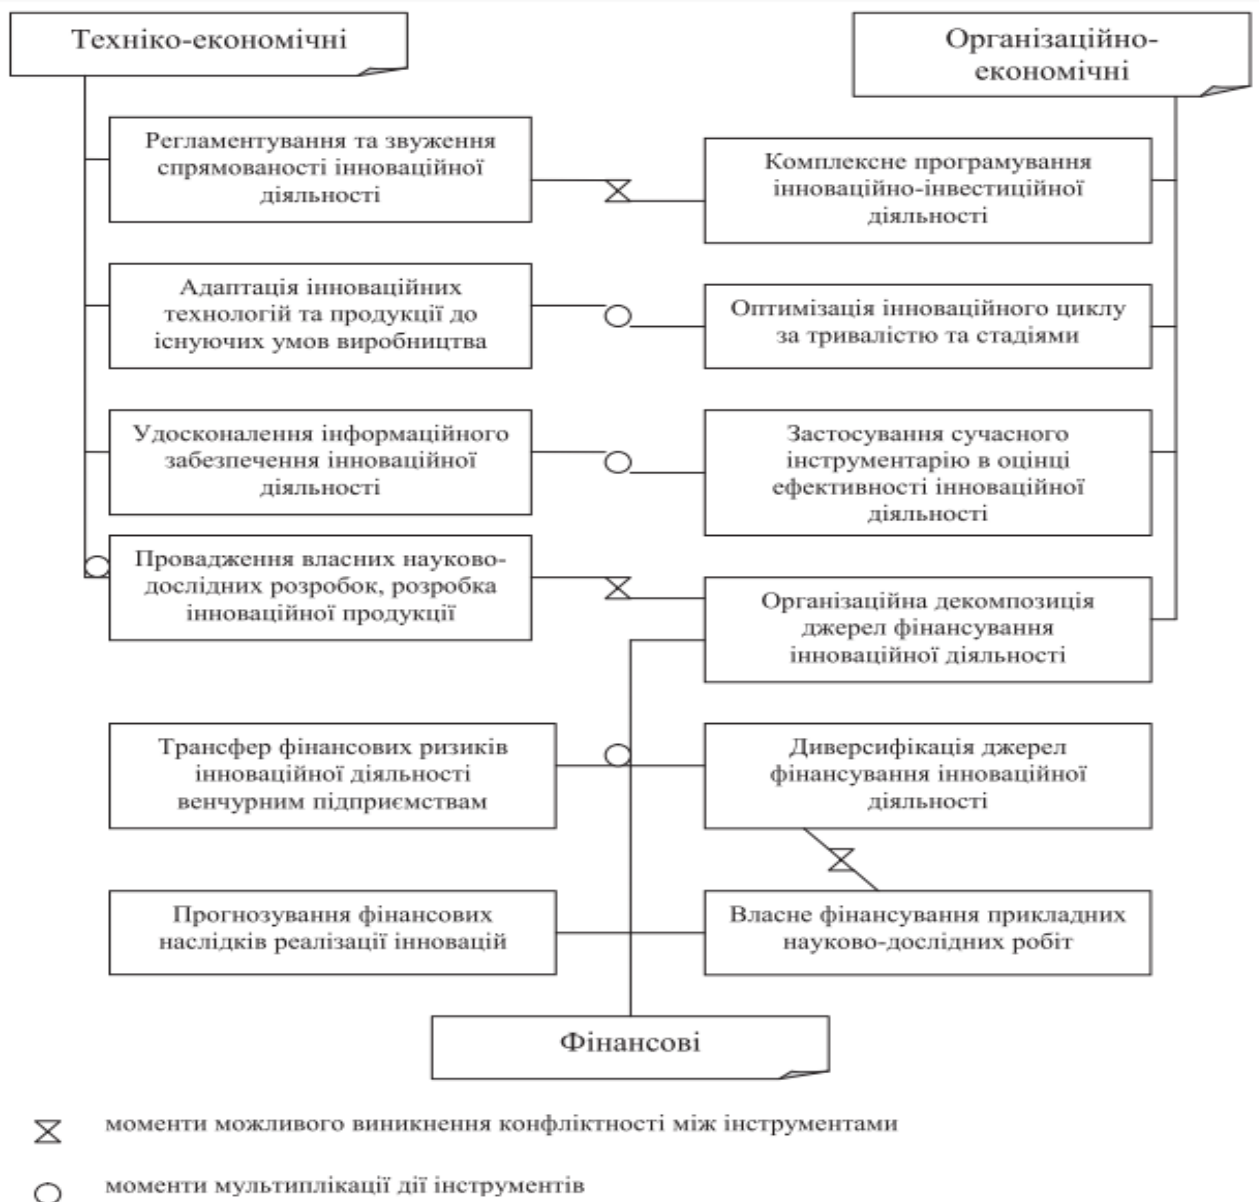 Техніко-економічні
Організаційно-
економічні
Регламентування та звуження
спрямованості інноваційної
діяльності
Комплексне програмування
інноваційно-інвестиційної
діяльності
Адаптація інноваційних
технологій та продукції до
існуючих умов виробництва
Оптимізація інноваційного циклу
за тривалістю та стадіями
Удосконалення інформаційного
забезпечення інноваційної
діяльності
Застосування сучасного
інструментарію в оцінці
ефективності інноваційної
діяльності
Провадження власних науково-
дослідних розробок, розробка
інноваційної продукції
Організаційна декомпозиція
джерел фінансування
інноваційної діяльності
Трансфер фінансових ризиків
інноваційної діяльності
венчурним підприємствам
Диверсифікація джерел
фінансування інноваційної
діяльності
Прогнозування фінансових
наслідків реалізації інновацій
Власне фінансування прикладних
науково-дослідних робіт
Фінансові
моменти можливого виникнення конфліктності між інструментами
моменти мультиплікації дії інструментів